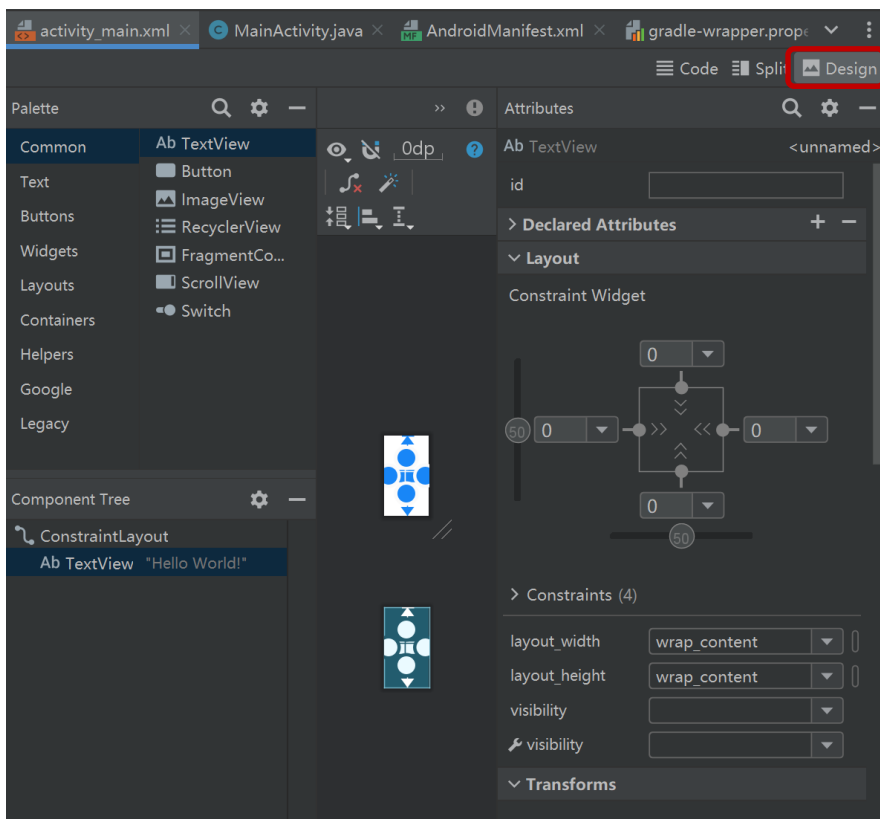 activity_main.xml
MainActivity.java
AndroidManifest.xml
gradle-wrapper.prope
Code
Split
Design
Palette
Common
Text
Buttons
Widgets
Layouts
Containers
Helpers
Google
Legacy
Ab TextView
Button
ImageView
RecyclerView
FragmentCo...
ScrollView
Switch
Component Tree
ConstraintLayout
Ab TextView "Hello World!"
0dp
Attributes
Ab TextView <unnamed>
id
Declared Attributes
Layout
Constraint Widget
0
50 0 0
0
50
Constraints (4)
layout_width wrap_content
layout_height wrap_content
visibility
visibility
Transforms